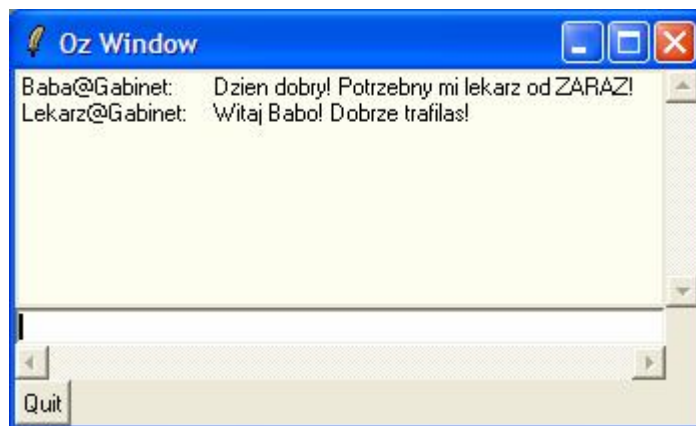 Oz Window
Baba@Gabinet: Dzien dobry! Potrzebny mi lekarz od ZARAZ!
Lekarz@Gabinet: Witaj Babo! Dobrze trafilas!
Quit